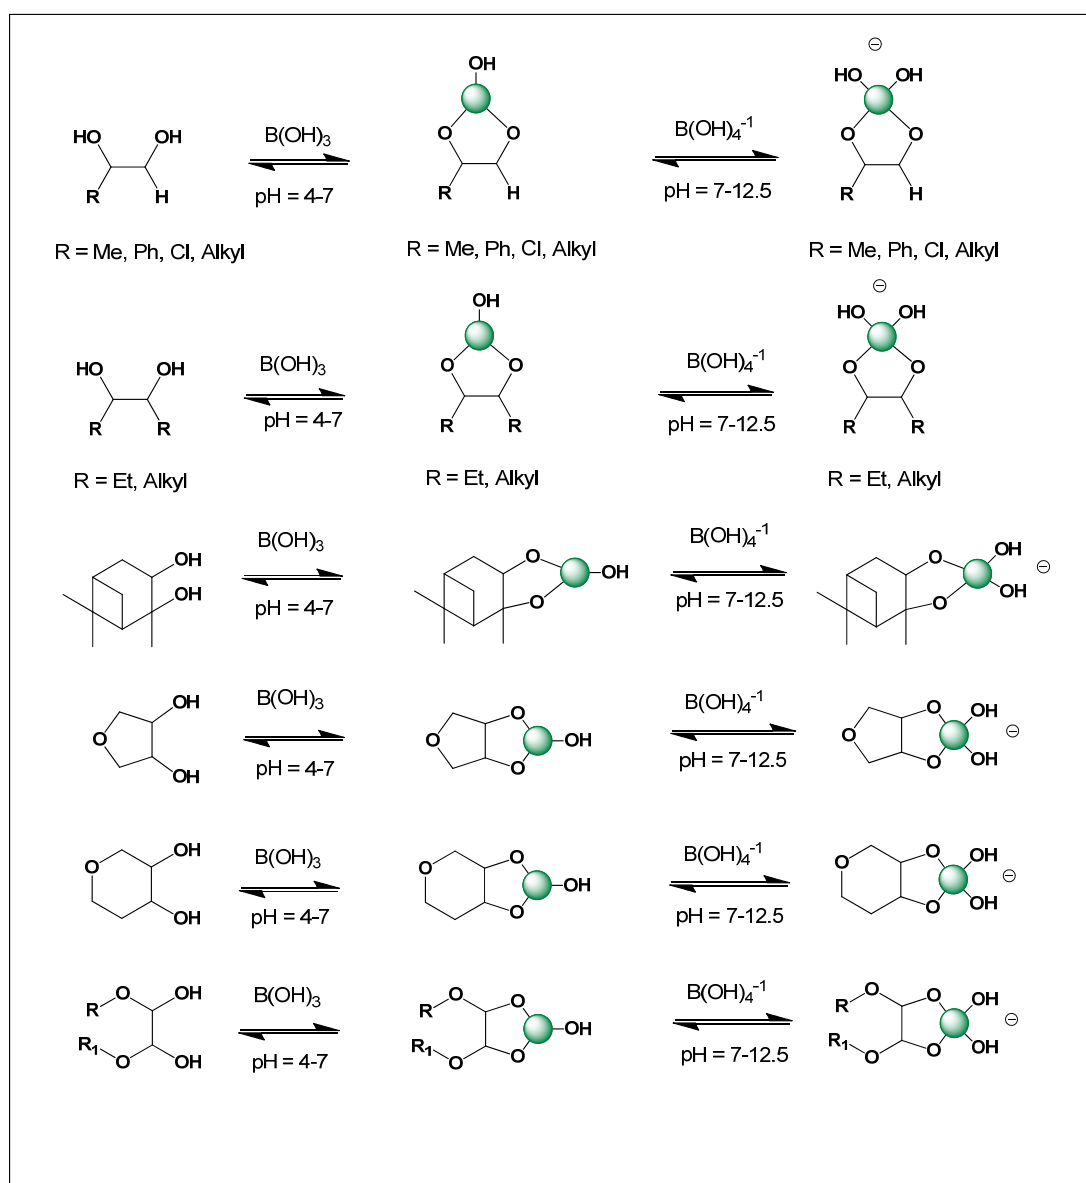 HO OH B(OH)3 pH = 4-7 OH O O B(OH)4-1 pH = 7-12.5 ⊖ HO OH O O
R H R H R H
R = Me, Ph, Cl, Alkyl R = Me, Ph, Cl, Alkyl R = Me, Ph, Cl, Alkyl
HO OH B(OH)3 pH = 4-7 OH O O B(OH)4-1 pH = 7-12.5 ⊖ HO OH O O
R R R R R R
R = Et, Alkyl R = Et, Alkyl R = Et, Alkyl
OH OH B(OH)3 pH = 4-7 O O OH B(OH)4-1 pH = 7-12.5 O O OH OH ⊖
O OH OH B(OH)3 pH = 4-7 O O O OH B(OH)4-1 pH = 7-12.5 O O O OH OH ⊖
O OH OH B(OH)3 pH = 4-7 O O O OH B(OH)4-1 pH = 7-12.5 O O O OH OH ⊖
R O OH R1 O OH B(OH)3 pH = 4-7 R O O R1 O O OH B(OH)4-1 pH = 7-12.5 R O O R1 O O OH OH ⊖